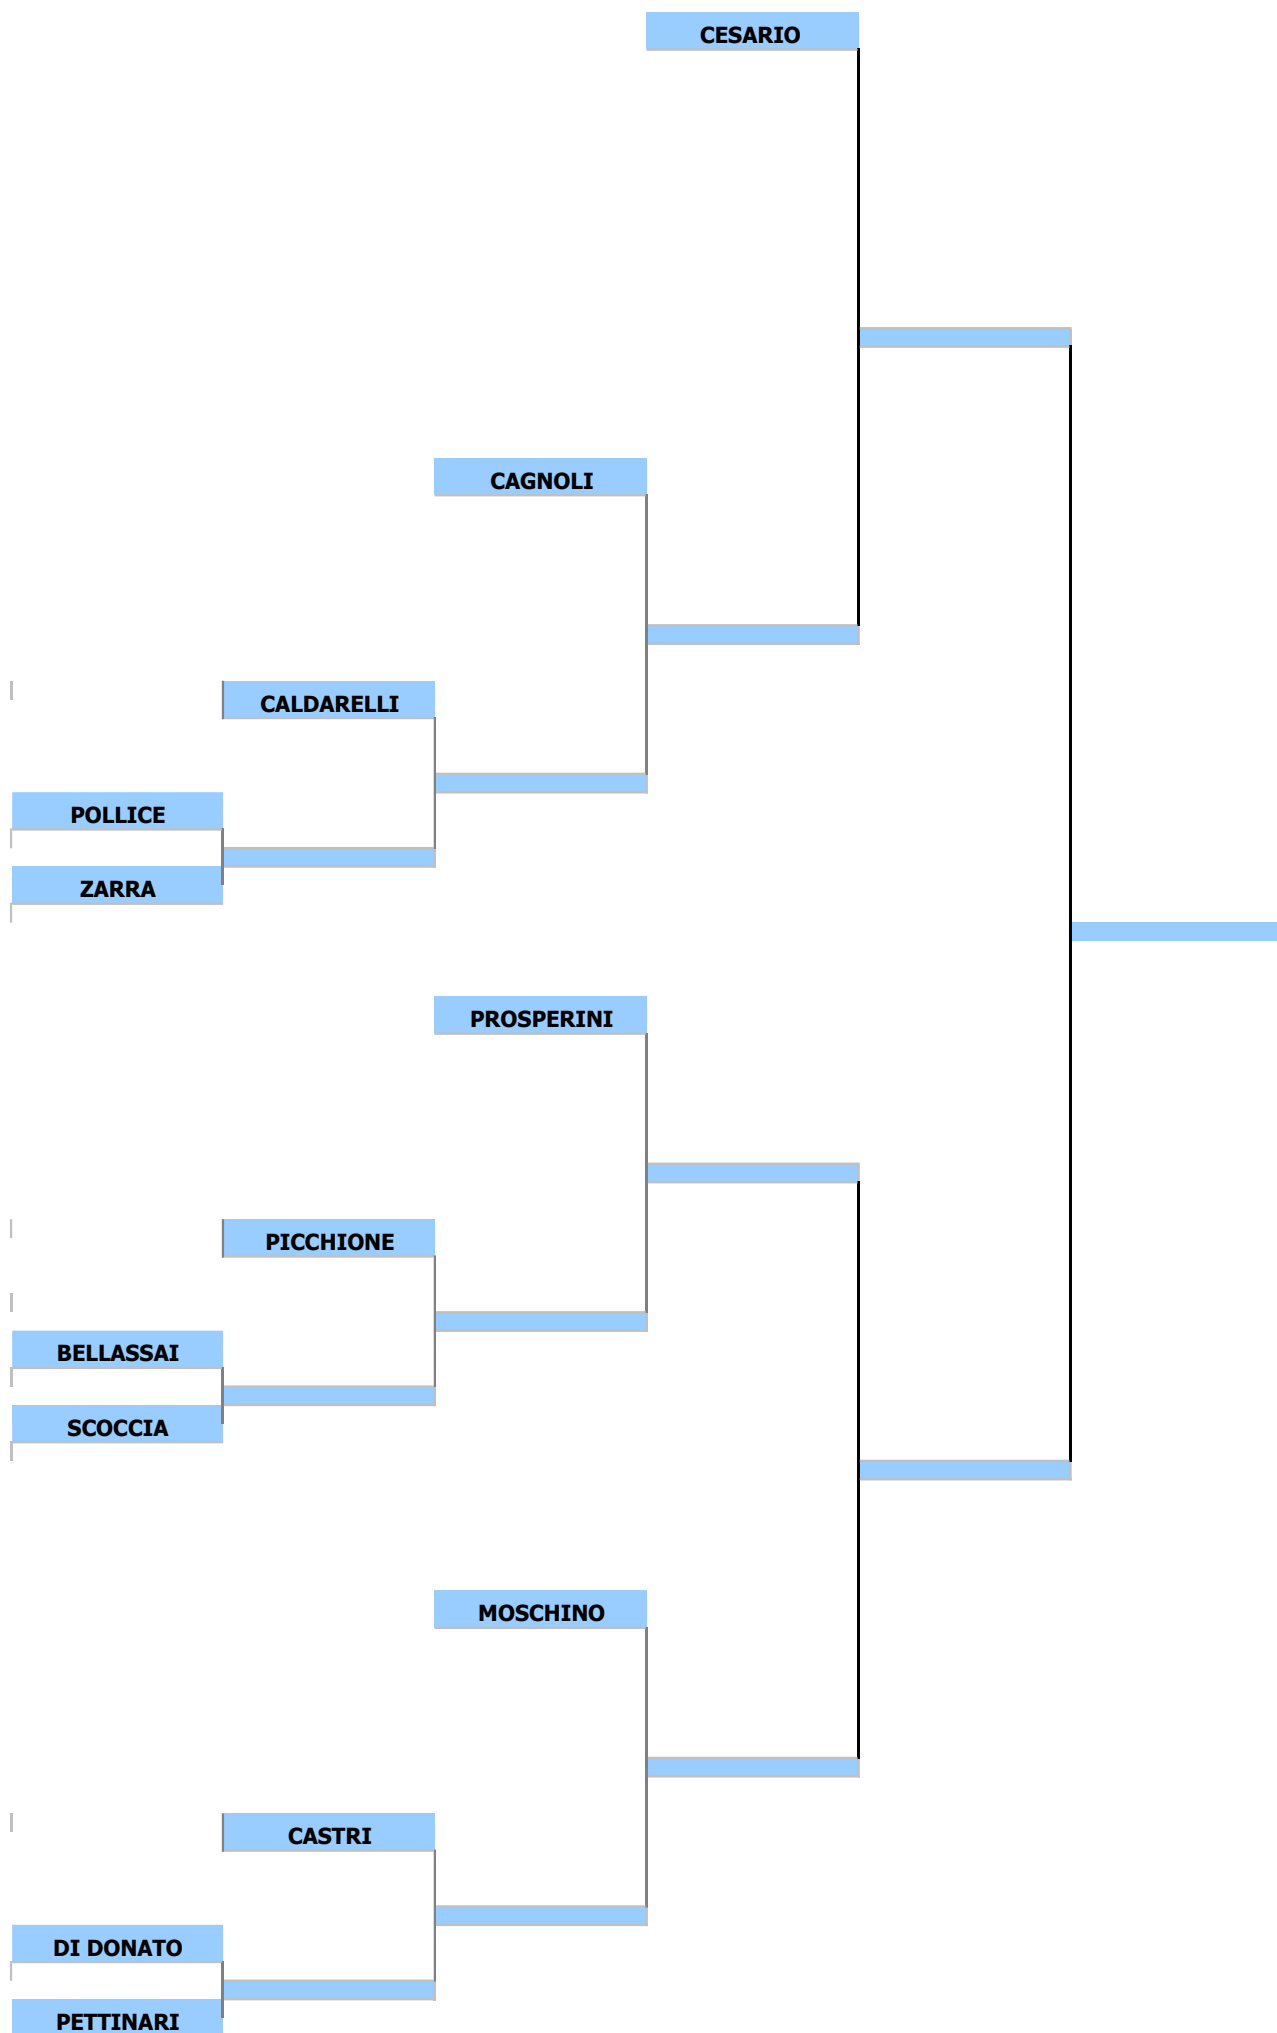 CESARIO
CAGNOLI
CALDARELLI
POLLICE
ZARRA
PROSPERINI
PICCHIONE
BELLASSAI
SCOCCIA
MOSCHINO
CASTRI
DI DONATO
PETTINARI